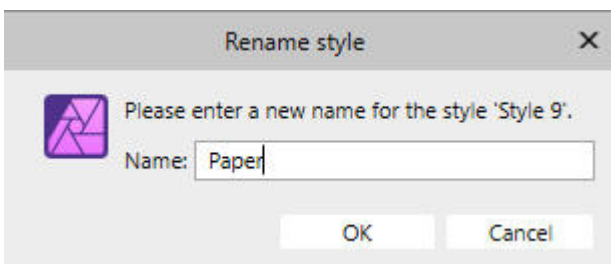 Rename style
Please enter a new name for the style 'Style 9'.
Name: Paper
OK Cancel